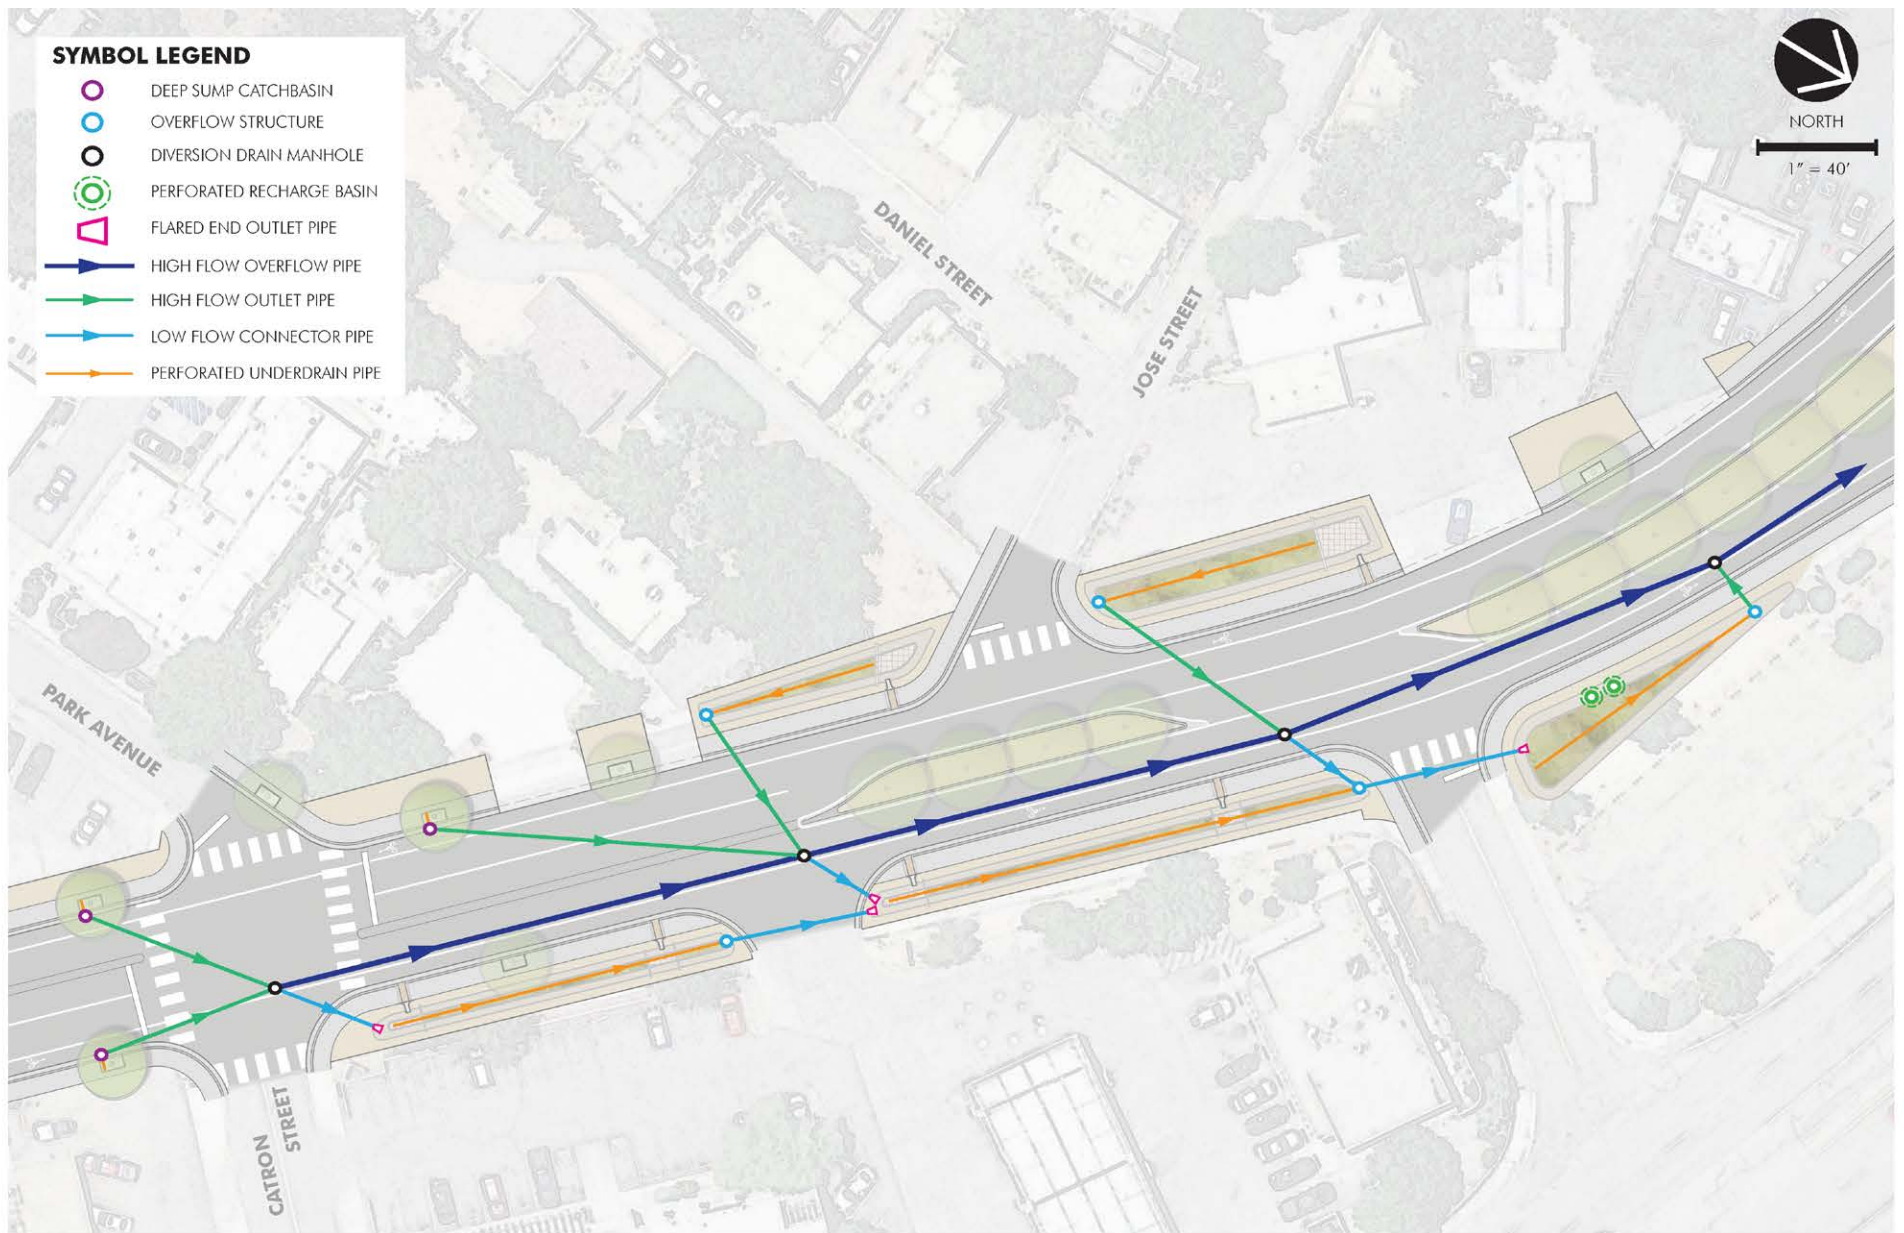 SYMBOL LEGEND
DEEP SUMP CATCHBASIN
OVERFLOW STRUCTURE
DIVERSION DRAIN MANHOLE
PERFORATED RECHARGE BASIN
FLARED END OUTLET PIPE
HIGH FLOW OVERFLOW PIPE
HIGH FLOW OUTLET PIPE
LOW FLOW CONNECTOR PIPE
PERFORATED UNDERDRAIN PIPE
NORTH
1" = 40'
DANIEL STREET
JOSE STREET
PARK AVENUE
CATRON
STREET